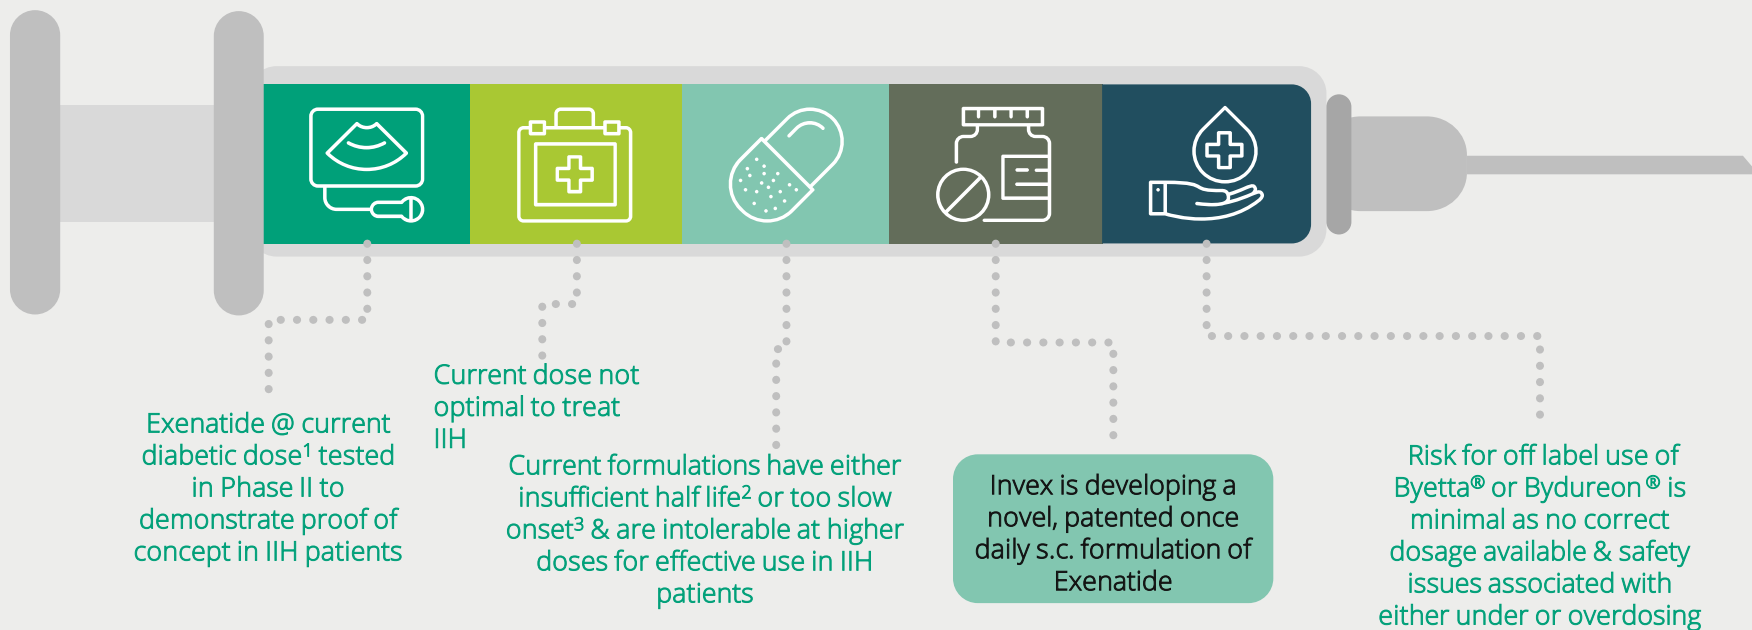 Exenatide @ current
diabetic dose¹ tested
in Phase II to
demonstrate proof of
concept in IIH patients
Current dose not
optimal to treat
IIH
Current formulations have either
insufficient half life² or too slow
onset³ & are intolerable at higher
doses for effective use in IIH
patients
Invex is developing a
novel, patented once
daily s.c. formulation of
Exenatide
Risk for off label use of
Byetta® or Bydureon ® is
minimal as no correct
dosage available & safety
issues associated with
either under or overdosing